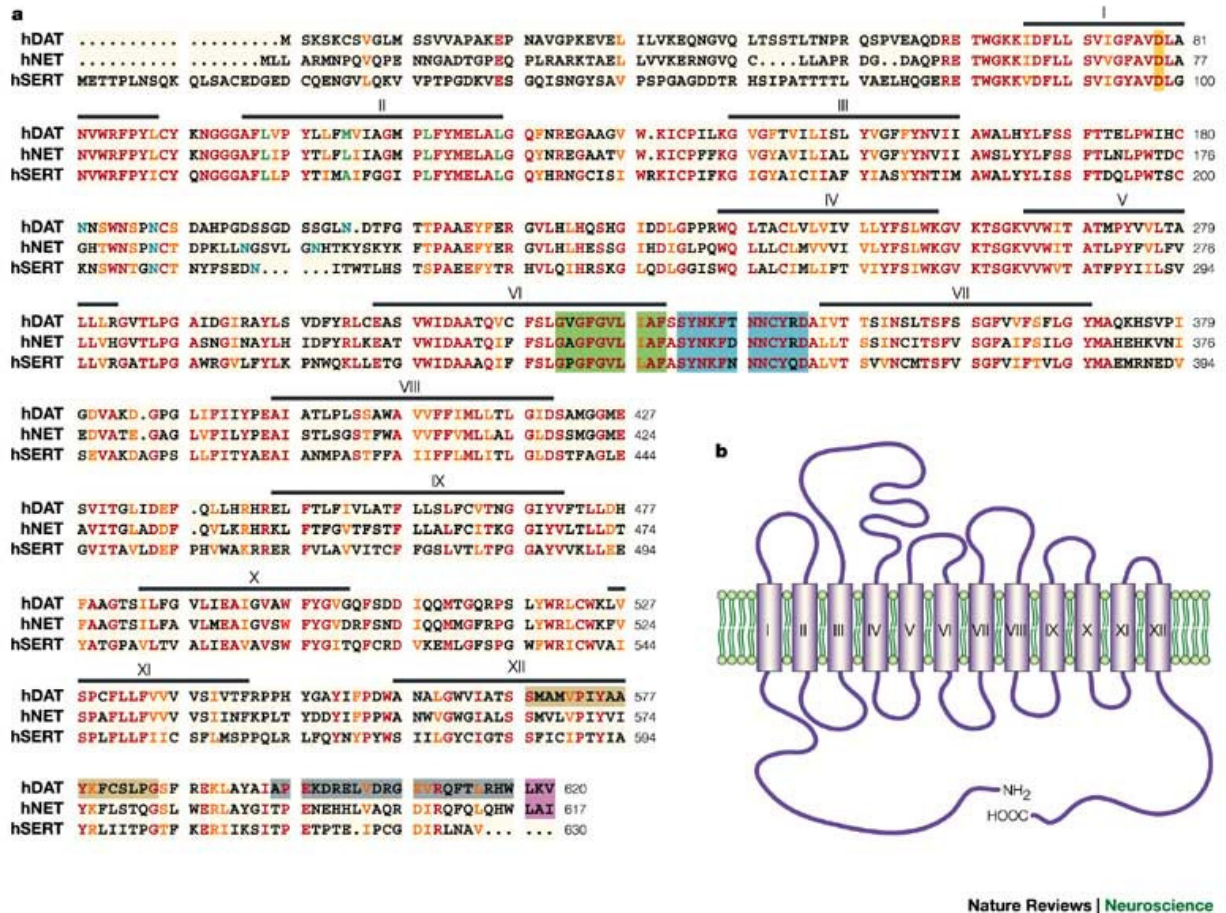 a
I
hDAT .......... .........M SKSKCSVGLM SSVVAPAKEP NAVGPKEVEL ILVKEQNGVQ LTSSTLTNPR QSPVEAQDRE TWGKKIDFLL SVIGFAVDLA 81
hNET .......... .......MLL ARMNPQVQPE NNGADTGPEQ PLRARKTAEL LVVKERNGVQ C....LLAPR DG..DAQPRE TWGKKVDFLL SVVGFAVDLA 77
hSERT METTPLNSQK QLSACEDGED CQENGVLQKV VPTPGDKVES GQISNGYSAV PSPGAGDDTR HSIPATTTTL VAELHQGERE TWGKKVDFLL SVIGYAVDLG 100
II III
hDAT NVWRFPYLCY KNGGGAFLVP YLLFMVIAGM PLFYMELALG QFNREGAAGV W.KICPILKG VGFTVILISL YVGFFYNVII AWALHYLFSS FTTELPWIHC 180
hNET NVWRFPYLCY KNGGGAFLIP YTLFLIIAGM PLFYMELALG QYNREGAATV W.KICPFFKG VGYAVILIAL YVGFYYNVII AWSLYYLFSS FTLNLPWTDC 176
hSERT NVWRFPYICY QNGGGAFLLP YTIMAIFGGI PLFYMELALG QYHRNGCISI WRKICPIFKG IGYAICIIAF YIASYYNTIM AWALYYLISS FTDQLPWTSC 200
IV V
hDAT NNSWNSPNCS DAHPGDSSGD SSGLN.DTFG TTPAAEYFER GVLHLHQSHG IDDLGPPRWQ LTACLVLVIV LLYFSLWKGV KTSGKVVWIT ATMPYVVLTA 279
hNET GHTWNSPNCT DPKLLNGSVL GNHTKYSKYK FTPAAEFYER GVLHLHESSG IHDIGLPQWQ LLLCLMVVVI VLYFSLWKGV KTSGKVVWIT ATLPYFVLFV 276
hSERT KNSWNTGNCT NYFSEDN... ...ITWTLHS TSPAEEFYTR HVLQIHRSKG LQDLGGISWQ LALCIMLIFT VIYFSIWKGV KTSGKVVWVT ATFPYIILSV 294
VI VII
hDAT LLLRGVTLPG AIDGIRAYLS VDFYRLCEAS VWIDAATQVC FSLGVGFGVL IAFSSYNKFT NNCYRDAIVT TSINSLTSFS SGFVVFSFLG YMAQKHSVPI 379
hNET LLVHGVTLPG ASNGINAYLH IDFYRLKEAT VWIDAATQIF FSLGAGFGVL IAFASYNKFD NNCYRDALLT SSINCITSFV SGFAIFSILG YMAHEHKVNI 376
hSERT LLVRGATLPG AWRGVLFYLK PNWQKLLETG VWIDAAAQIF FSLGPGFGVL LAFASYNKFN NNCYQDALVT SVVNCMTSFV SGFVIFTVLG YMAEMRNEDV 394
VIII
hDAT GDVAKD.GPG LIFIIYPEAI ATLPLSSAWA VVFFIMLLTL GIDSAMGGME 427
hNET EDVATE.GAG LVFILYPEAI STLSGSTFWA VVFFVMLLAL GLDSSMGGME 424
hSERT SEVAKDAGPS LLFITYAEAI ANMPASTFFA IIFFLMLITL GLDSTFAGLE 444
IX
hDAT SVITGLIDEF .QLLHRHREL FTLFIVLATF LLSLFCVTNG GIYVFTLLDH 477
hNET AVITGLADDF .QVLKRHRKL FTFGVTFSTF LLALFCITKG GIYVLTLLDT 474
hSERT GVITAVLDEF PHVWAKRRER FVLAVVITCF FGSLVTLTFG GAYVVKLLEE 494
X
hDAT FAAGTSILFG VLIEAIGVAW FYGVGQFSDD IQQMTGQRPS LYWRLCWKLV 527
hNET FAAGTSILFA VLMEAIGVSW FYGVDRFSND IQQMMGFRPG LYWRLCWKFV 524
hSERT YATGPAVLTV ALIEAVAVSW FYGITQFCRD VKEMLGFSPG WFWRICWVAI 544
XI XII
hDAT SPCFLLFVVV VSIVTFRPPH YGAYIFPDWA NALGWVIATS SMAMVPIYAA 577
hNET SPAFLLFVVV VSIINFKPLT YDDYIFPPWA NWVGWGIALS SMVLVPIYVI 574
hSERT SPLFLLFIIC SFLMSPPQLR LFQYNYPYWS IILGYCIGTS SFICIPTYIA 594
hDAT YKFCSLPGSF REKLAYAIAP EKDRELVDRG EVRQFTLRHW LKV 620
hNET YKFLSTQGSL WERLAYGITP ENEHHLVAQR DIRQFQLQHW LAI 617
hSERT YRLIITPGTF KERIIKSITP ETPTE.IPCG DIRLNAV... ... 630
b
I II III IV V VI VII VIII IX X XI XII
NH2
HOOC
Nature Reviews | Neuroscience